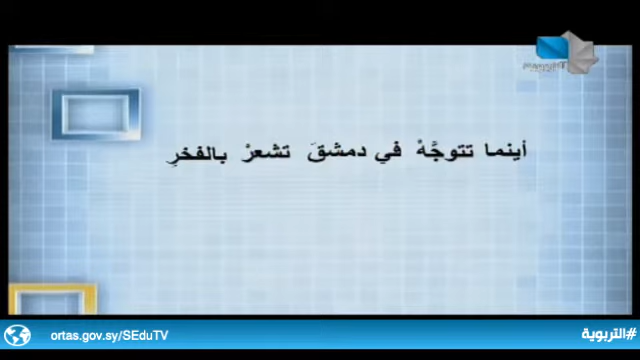 أينما تتوجَّهْ في دمشقَ تشعرْ بالفخرِ
ortas.gov.sy/SEduTV
#التربوية